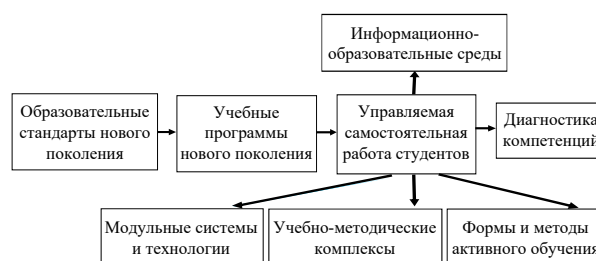 Информационно-
образовательные среды
Образовательные
стандарты нового
поколения
Учебные
программы
нового поколения
Управляемая
самостоятельная
работа студентов
Диагностика
компетенций
Модульные системы
и технологии
Учебно-методические
комплексы
Формы и методы
активного обучения